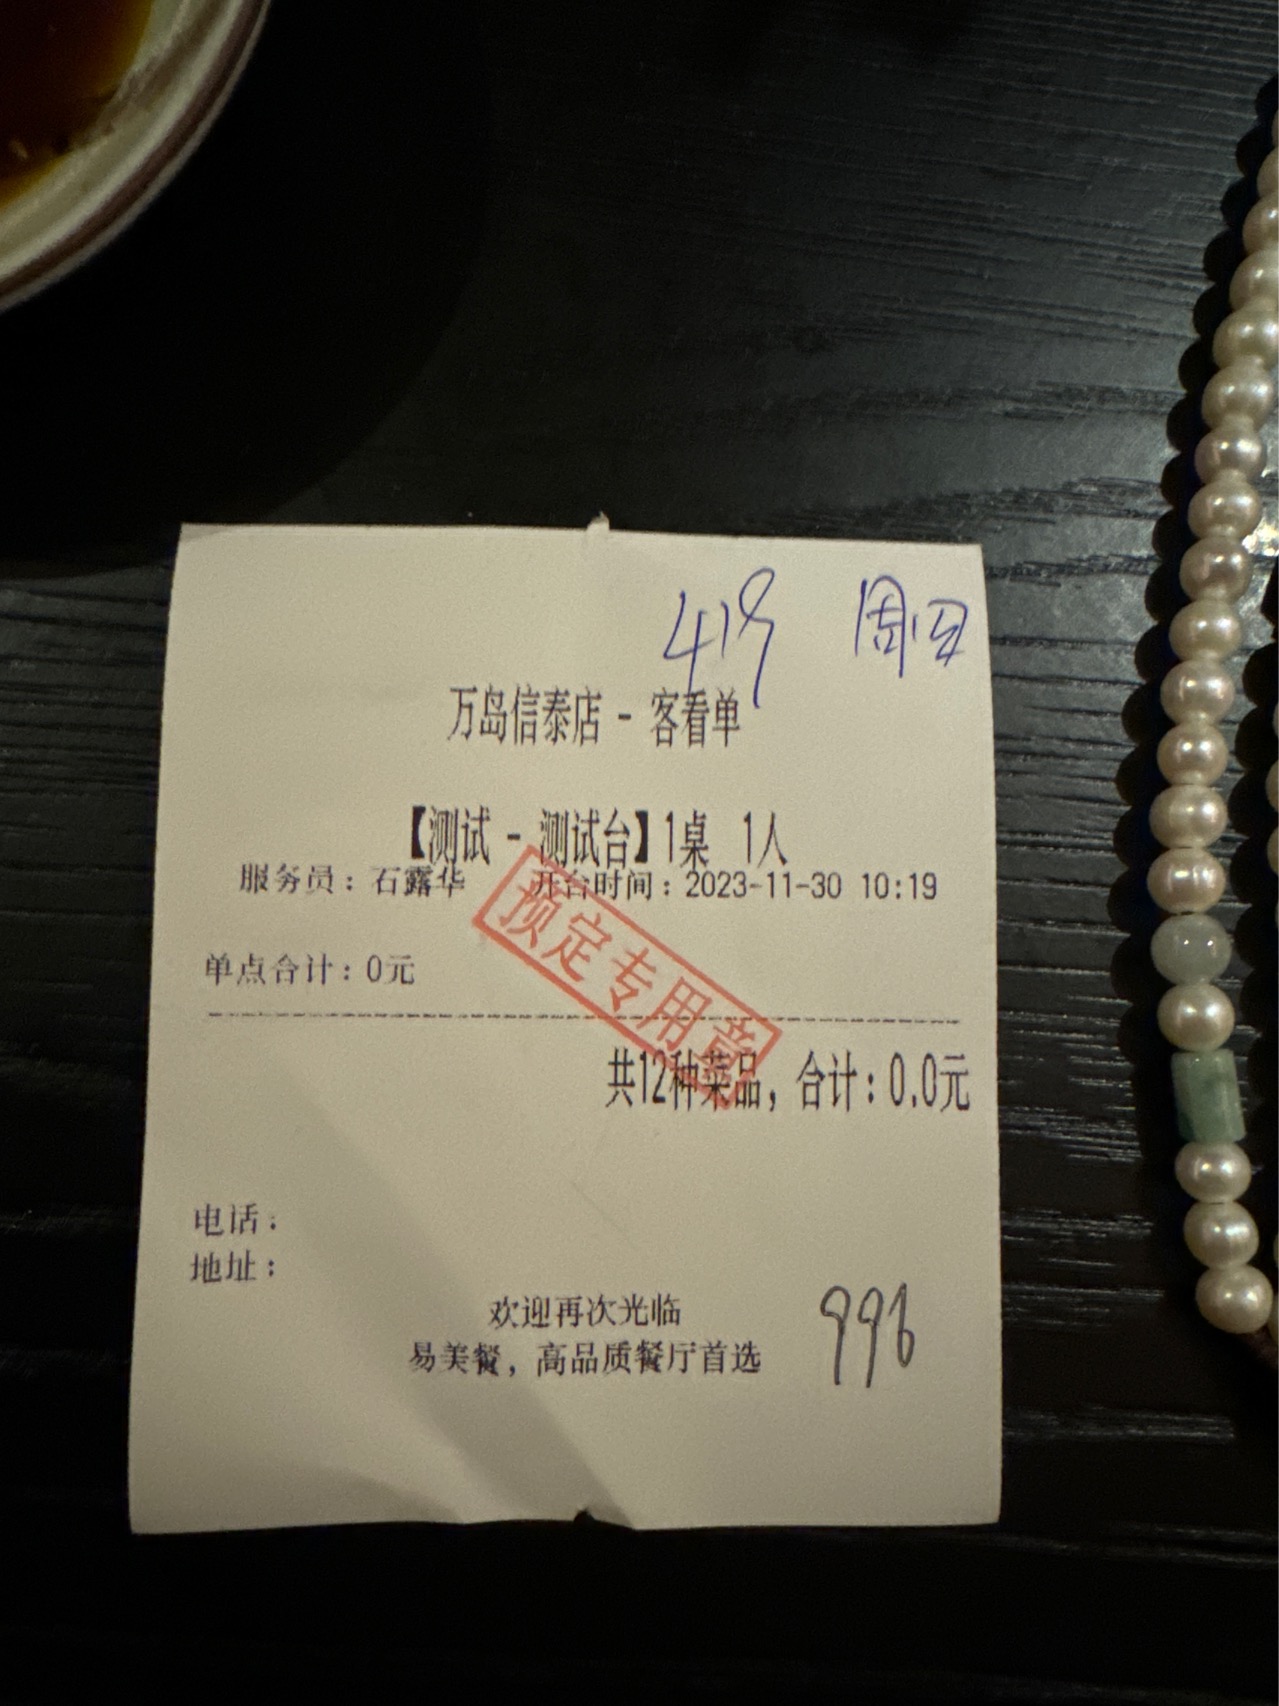 419 周四
万岛信泰店 - 客看单
【测试 - 测试台】1桌 1人
服务员：石露华 开台时间：2023-11-30 10:19
预定专用章
单点合计：0元
共12种菜品，合计：0.0元
电话：
地址：
欢迎再次光临
易美餐，高品质餐厅首选
996